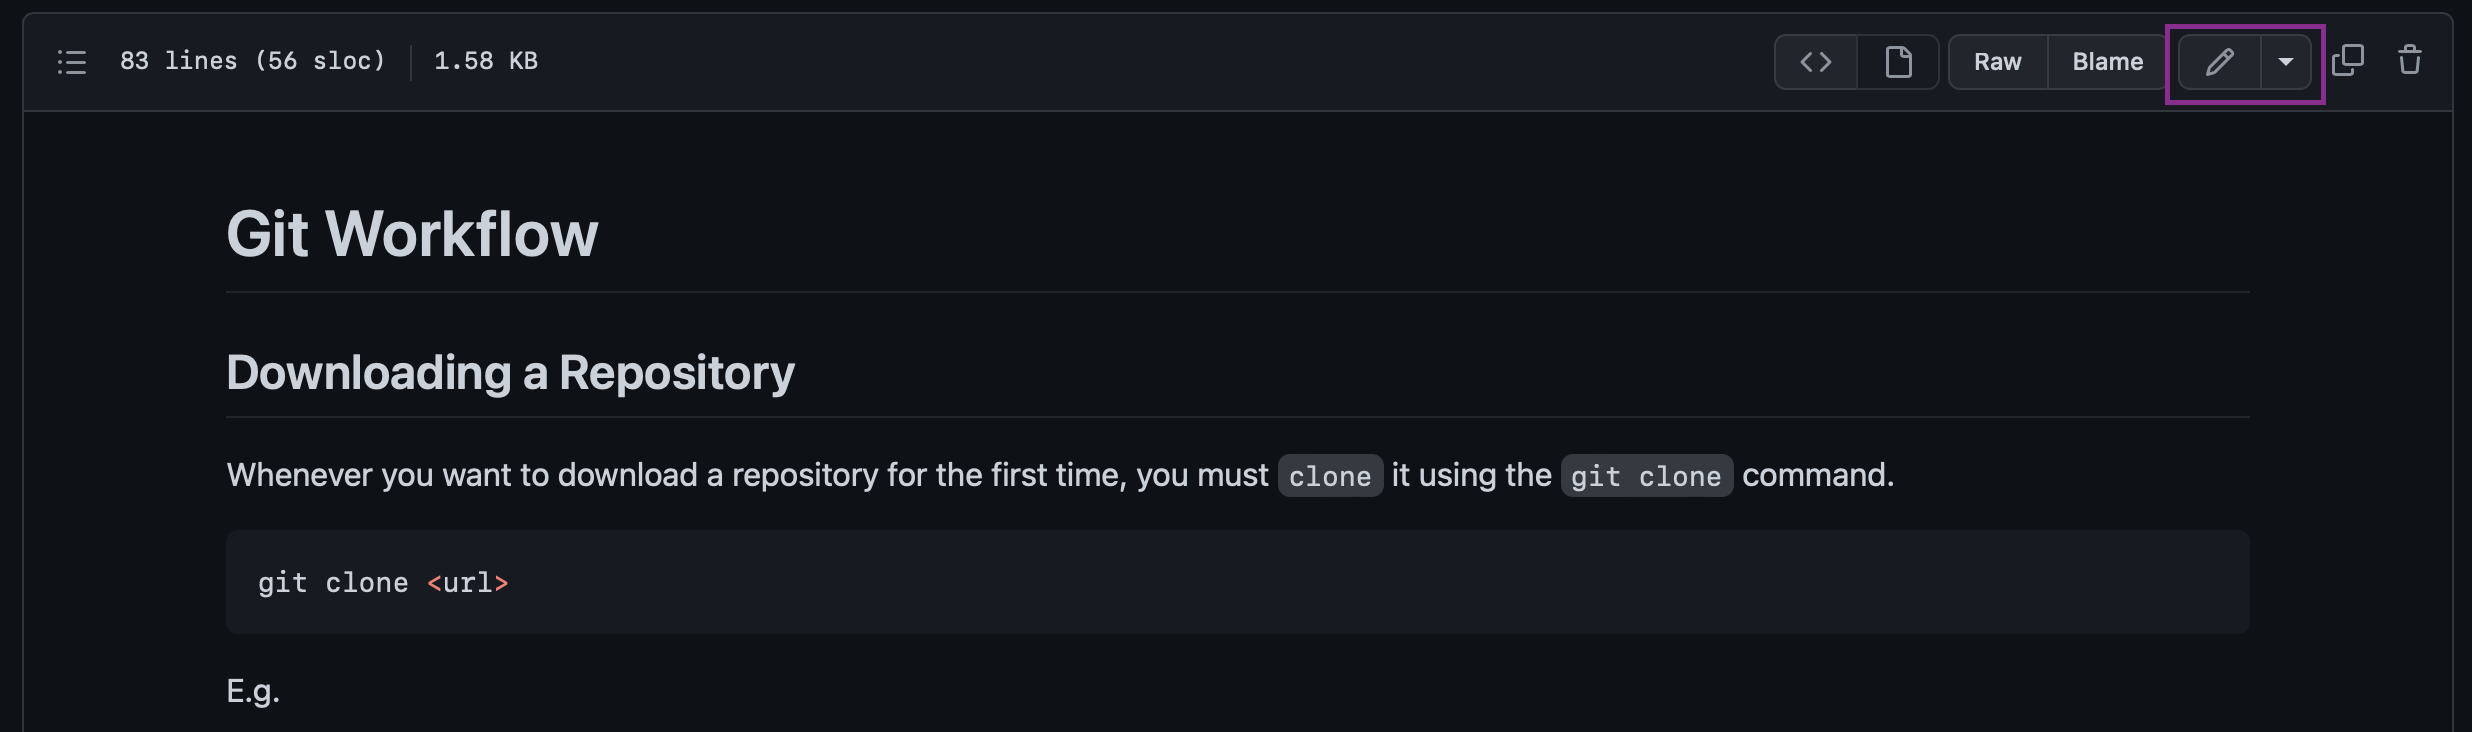 83 lines (56 sloc) 1.58 KB
Raw Blame
Git Workflow
Downloading a Repository
Whenever you want to download a repository for the first time, you must clone it using the git clone command.
git clone <url>
E.g.